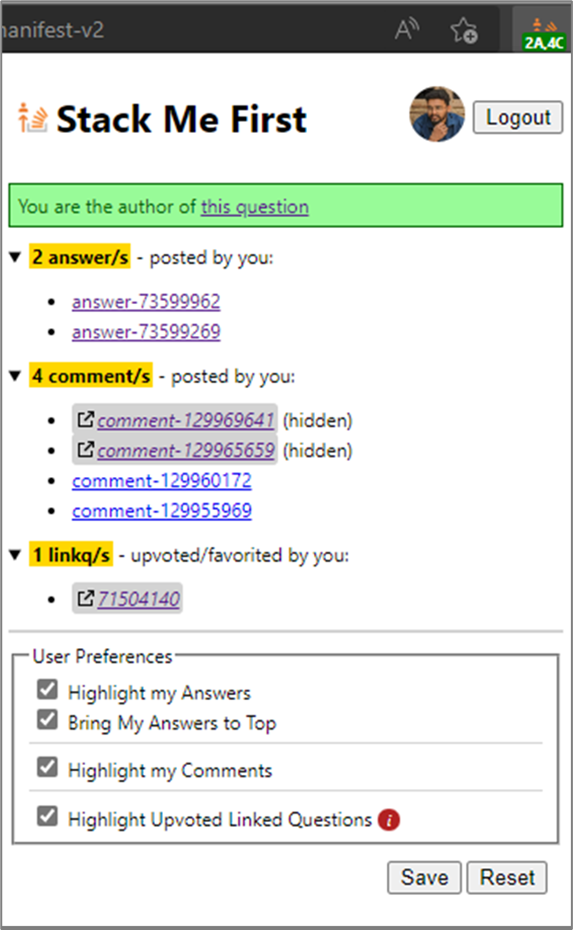 manifest-v2
2A,4C
Stack Me First
Logout
You are the author of this question
2 answer/s - posted by you:
answer-73599962
answer-73599269
4 comment/s - posted by you:
comment-129969641 (hidden)
comment-129965659 (hidden)
comment-129960172
comment-129955969
1 linkq/s - upvoted/favorited by you:
71504140
User Preferences
Highlight my Answers
Bring My Answers to Top
Highlight my Comments
Highlight Upvoted Linked Questions
Save Reset